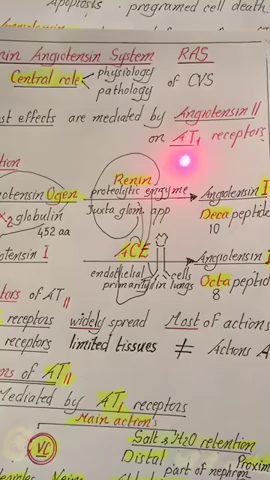 Apoptosis . programed cell death
nin Angiotensin System RAS
Central role physiology
pathology of CVS
st effects are mediated by Angiotensin II
on AT1 receptors
tion
Renin
otensin Ogen proteolytic enzyme Angiotensin I
α2 globulin Juxta glom. app Deca peptide
452 aa 10
ACE
otensin I Angiotensin
endothelial cells Octa peptide
primarily in lungs 8
tors of AT II
receptors widely spread Most of actions
receptors limited tissues ≠ Actions A
ns of AT II
Mediated by AT1 receptors
Main actions
VC Salt & H2O retention
Distal Proxim
part of nephron